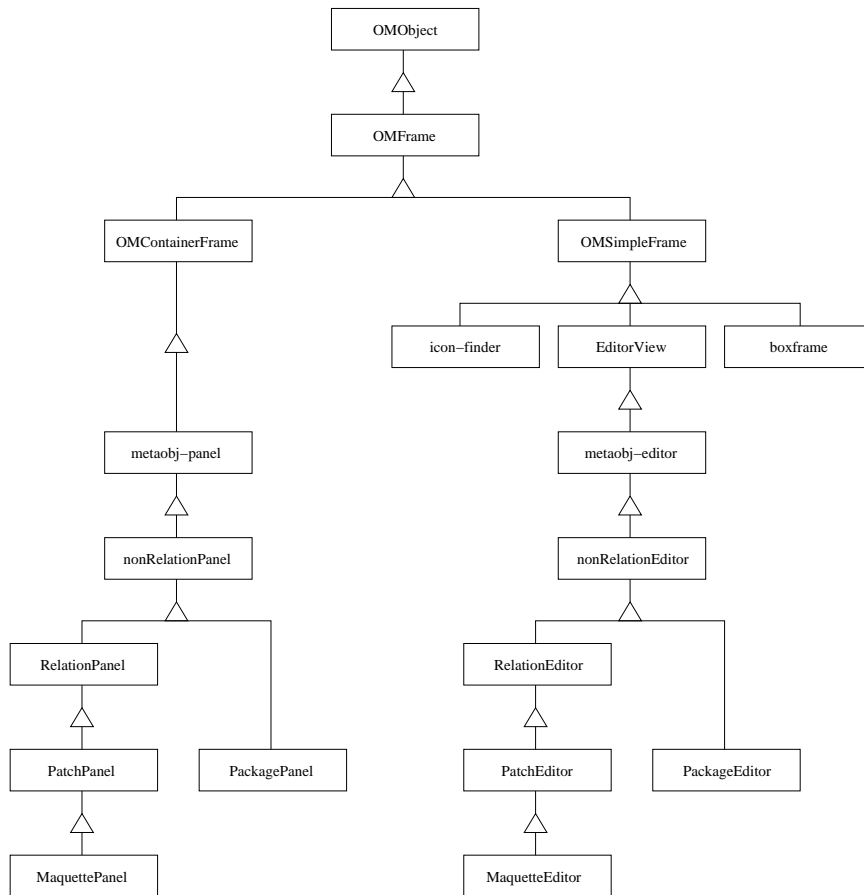 OMObject
OMFrame
OMContainerFrame
OMSimpleFrame
icon−finder
EditorView
boxframe
metaobj−panel
metaobj−editor
nonRelationPanel
nonRelationEditor
RelationPanel
RelationEditor
PatchPanel
PackagePanel
PatchEditor
PackageEditor
MaquettePanel
MaquetteEditor